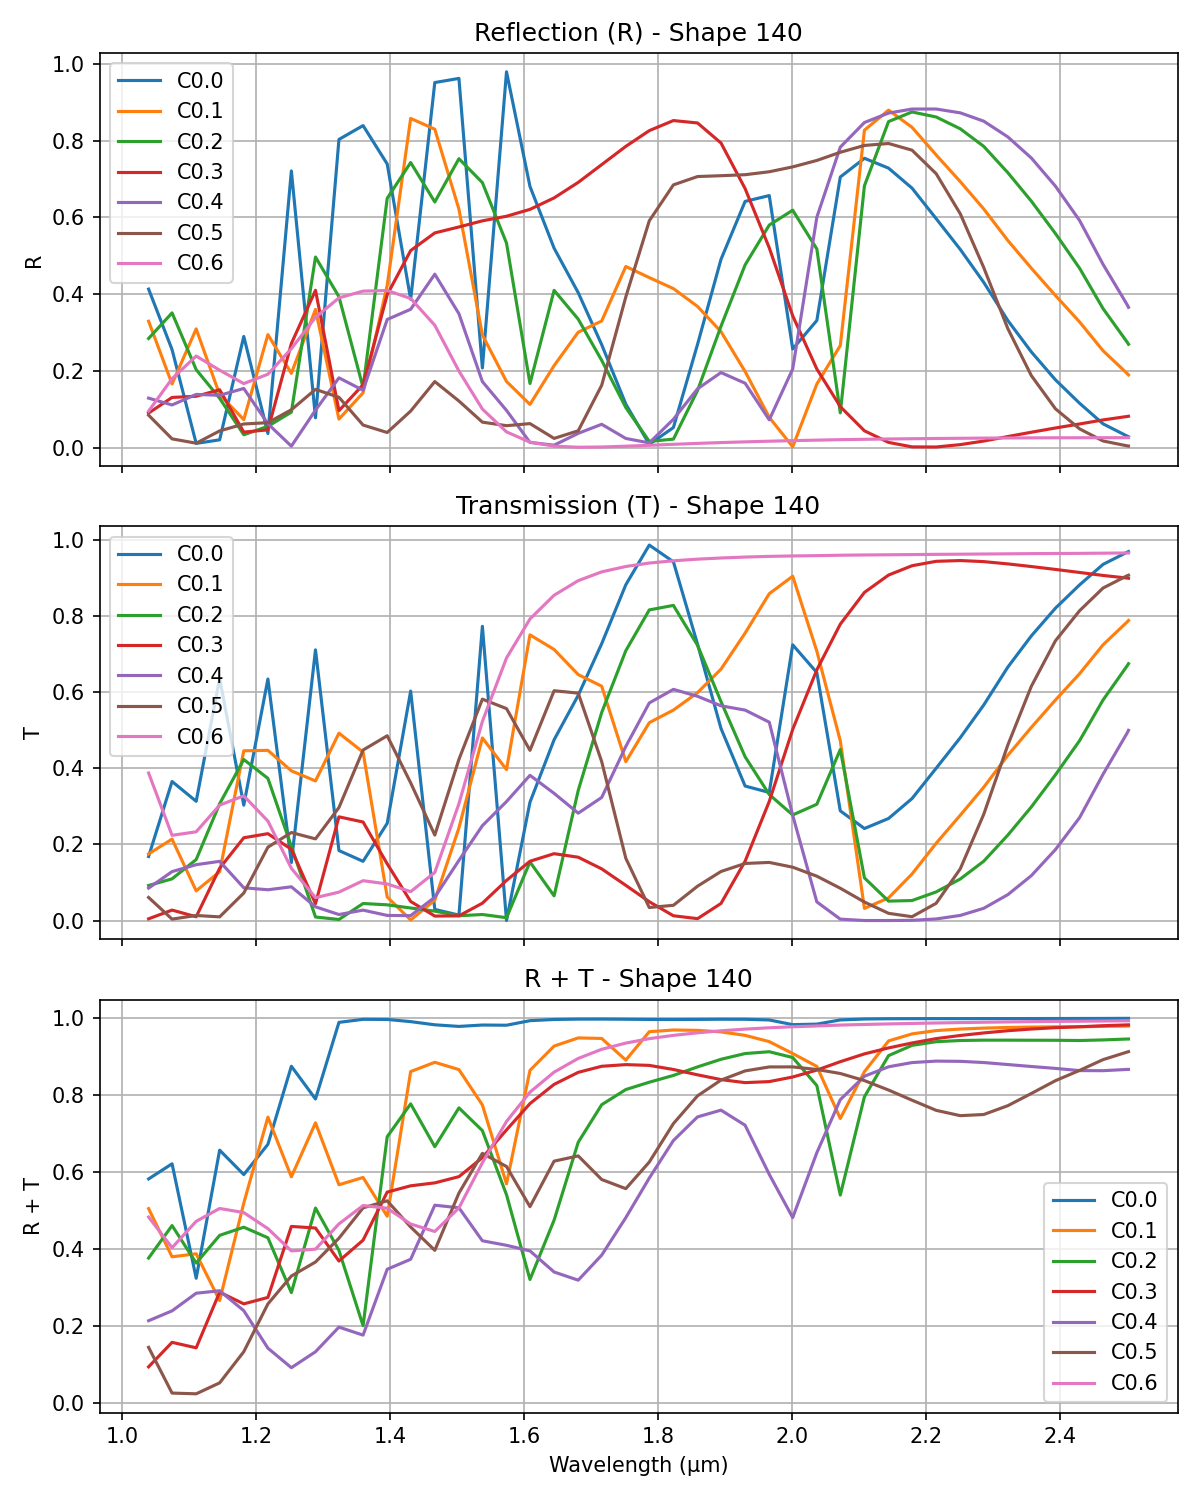 Reflection (R) - Shape 140
1.0
0.8
0.6
0.4
0.2
0.0
R
C0.0
C0.1
C0.2
C0.3
C0.4
C0.5
C0.6
Transmission (T) - Shape 140
1.0
0.8
0.6
0.4
0.2
0.0
T
C0.0
C0.1
C0.2
C0.3
C0.4
C0.5
C0.6
R + T - Shape 140
1.0
0.8
0.6
0.4
0.2
0.0
R + T
C0.0
C0.1
C0.2
C0.3
C0.4
C0.5
C0.6
1.0 1.2 1.4 1.6 1.8 2.0 2.2 2.4
Wavelength (μm)